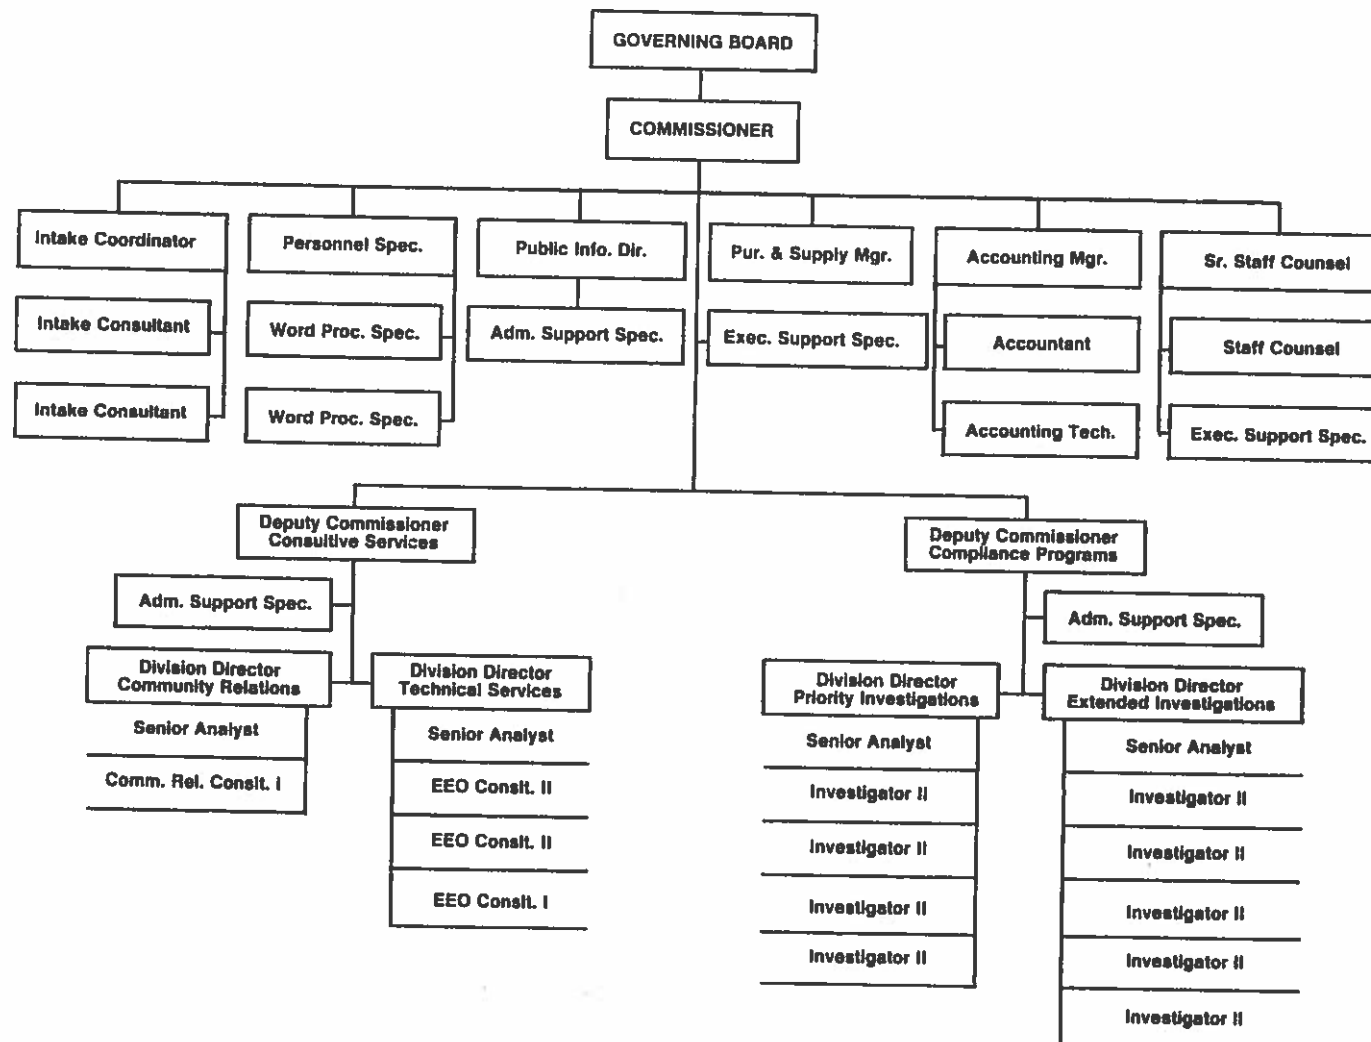 GOVERNING BOARD
COMMISSIONER
Intake Coordinator
Personnel Spec.
Public Info. Dir.
Pur. & Supply Mgr.
Accounting Mgr.
Sr. Staff Counsel
Intake Consultant
Word Proc. Spec.
Adm. Support Spec.
Exec. Support Spec.
Accountant
Staff Counsel
Intake Consultant
Word Proc. Spec.
Accounting Tech.
Exec. Support Spec.
Deputy Commissioner
Consultive Services
Deputy Commissioner
Compliance Programs
Adm. Support Spec.
Adm. Support Spec.
Division Director
Community Relations
Division Director
Technical Services
Division Director
Priority Investigations
Division Director
Extended Investigations
Senior Analyst
Comm. Rel. Conslt. I
Senior Analyst
EEO Conslt. II
EEO Conslt. II
EEO Conslt. I
Senior Analyst
Investigator II
Investigator II
Investigator II
Investigator II
Senior Analyst
Investigator II
Investigator II
Investigator II
Investigator II
Investigator II